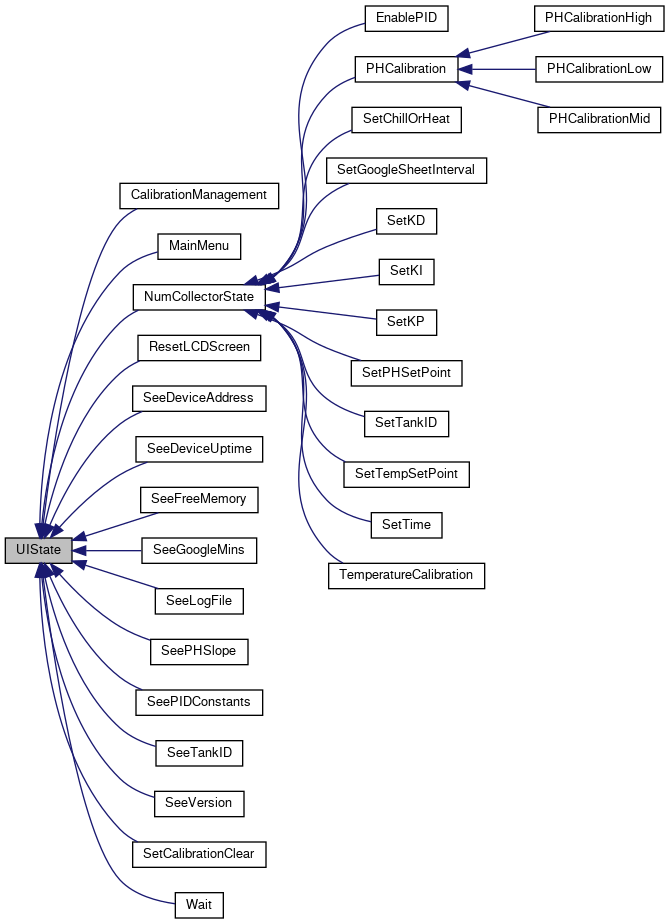 EnablePID
PHCalibrationHigh
PHCalibration
PHCalibrationLow
SetChillOrHeat
PHCalibrationMid
SetGoogleSheetInterval
CalibrationManagement
SetKD
MainMenu
SetKI
NumCollectorState
SetKP
ResetLCDScreen
SetPHSetPoint
SeeDeviceAddress
SetTankID
SeeDeviceUptime
SetTempSetPoint
SeeFreeMemory
SetTime
UIState
SeeGoogleMins
TemperatureCalibration
SeeLogFile
SeePHSlope
SeePIDConstants
SeeTankID
SeeVersion
SetCalibrationClear
Wait